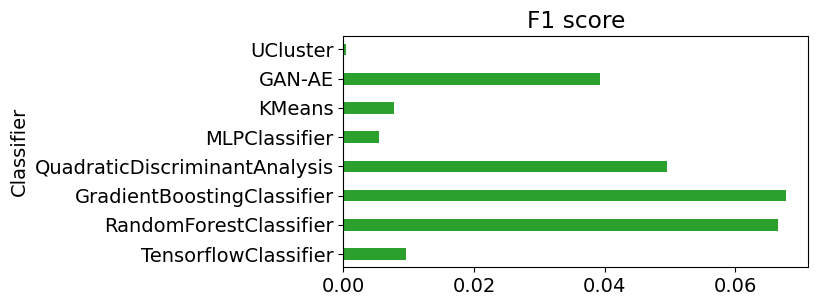 F1 score
Classifier
UCluster
GAN-AE
KMeans
MLPClassifier
QuadraticDiscriminantAnalysis
GradientBoostingClassifier
RandomForestClassifier
TensorflowClassifier
0.00 0.02 0.04 0.06